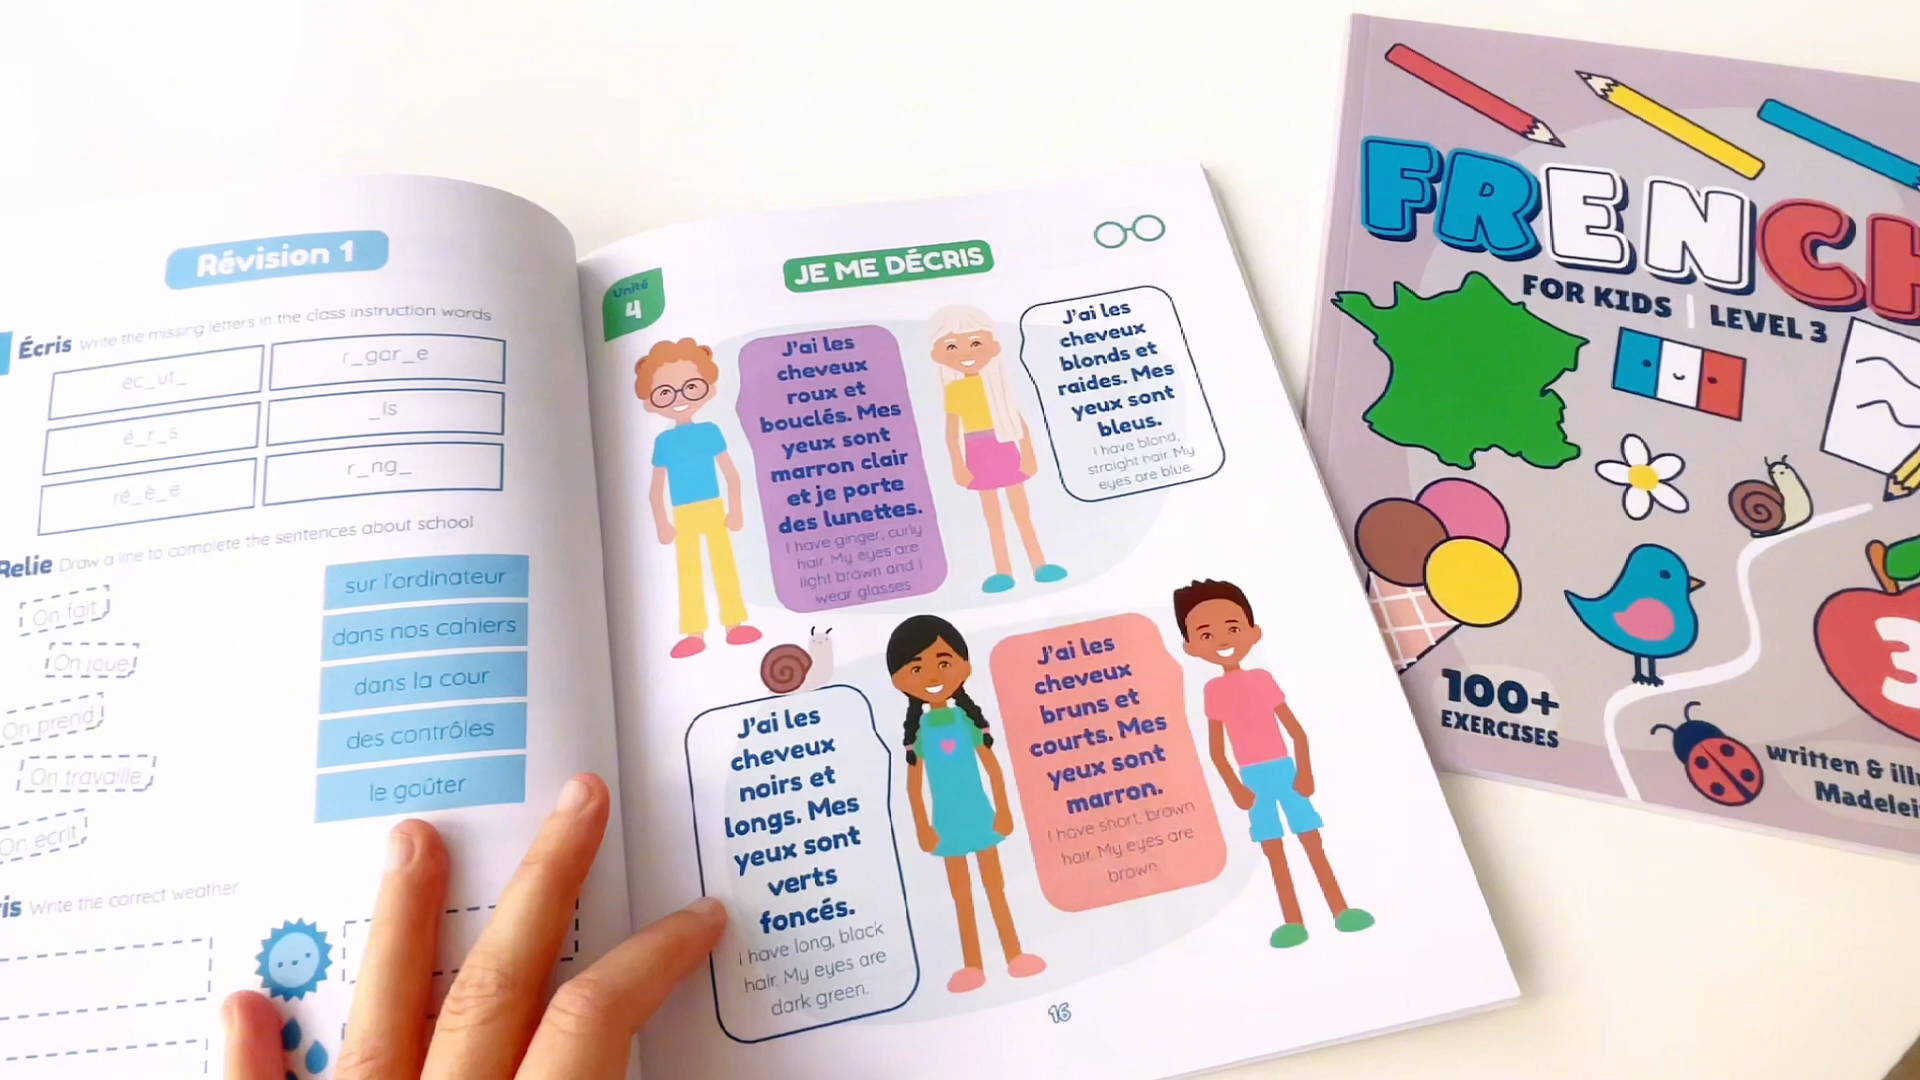 Révision 1
Écris Write the missing letters in the class instruction words
éc_ut_
r_gar_e
é_r_s
_is
ré_è_e
r_ng_
Relie Draw a line to complete the sentences about school
On fait
On joue
On prend
On travaille
On écrit
sur l'ordinateur
dans nos cahiers
dans la cour
des contrôles
le goûter
Write the correct weather
Unité
4
JE ME DÉCRIS
J'ai les
cheveux
roux et
bouclés. Mes
yeux sont
marron clair
et je porte
des lunettes.
I have ginger, curly
hair. My eyes are
light brown and I
wear glasses
J'ai les
cheveux
blonds et
raides. Mes
yeux sont
bleus.
I have blond,
straight hair. My
eyes are blue.
J'ai les
cheveux
noirs et
longs. Mes
yeux sont
verts
foncés.
I have long, black
hair. My eyes are
dark green.
J'ai les
cheveux
bruns et
courts. Mes
yeux sont
marron.
I have short, brown
hair. My eyes are
brown.
16
FRENCH
FOR KIDS | LEVEL 3
100+
EXERCISES
3
written &